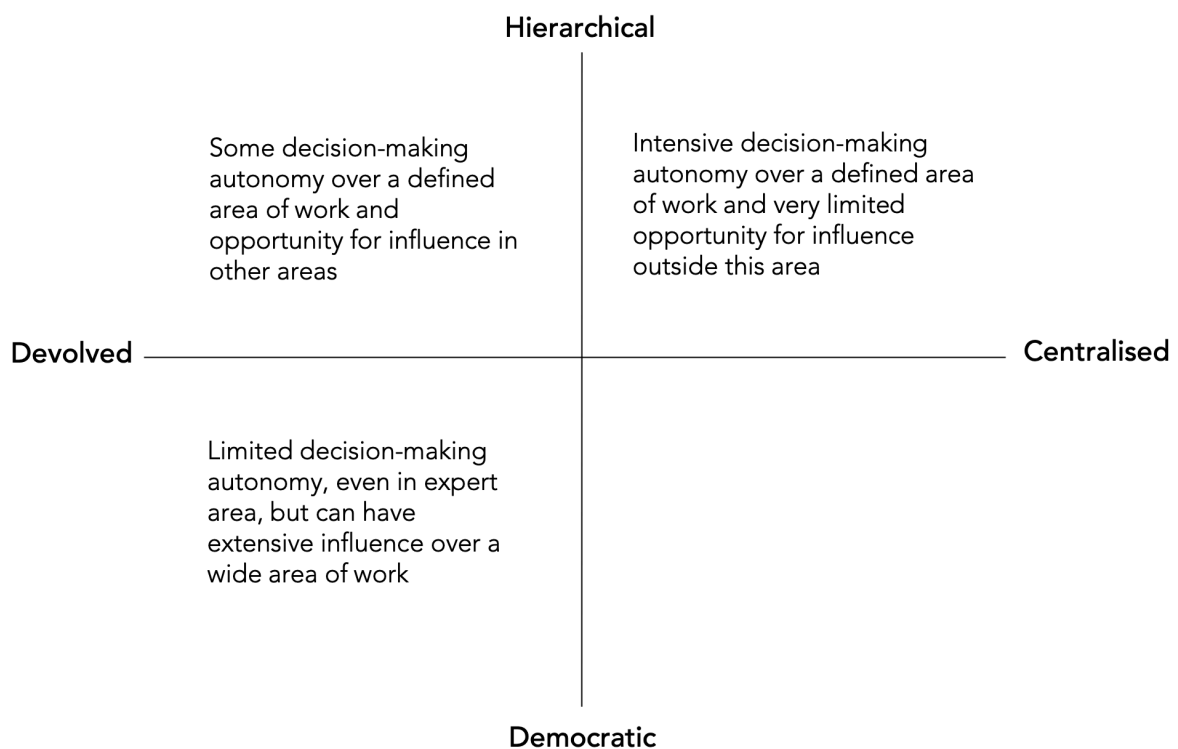 Hierarchical
Some decision-making
autonomy over a defined
area of work and
opportunity for influence in
other areas
Intensive decision-making
autonomy over a defined area
of work and very limited
opportunity for influence
outside this area
Devolved
Centralised
Limited decision-making
autonomy, even in expert
area, but can have
extensive influence over a
wide area of work
Democratic